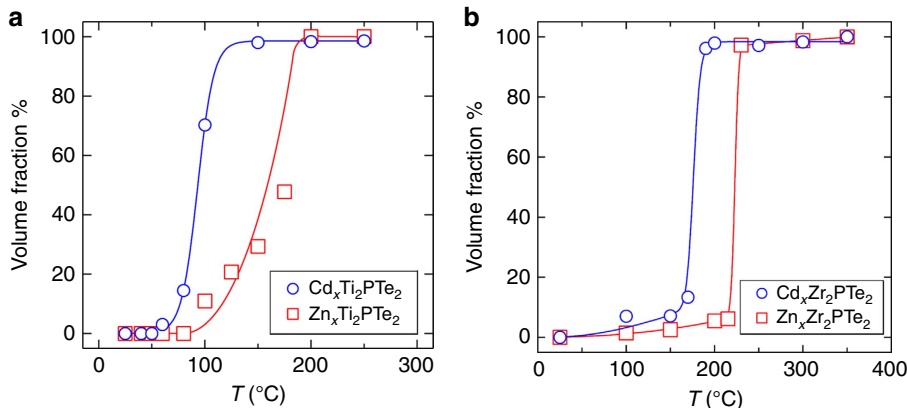 a
Volume fraction %
100
80
60
40
20
0
0
100
200
300
T (°C)
CdₓTi₂PTe₂
ZnₓTi₂PTe₂
b
Volume fraction %
100
80
60
40
20
0
0
100
200
300
400
T (°C)
CdₓZr₂PTe₂
ZnₓZr₂PTe₂